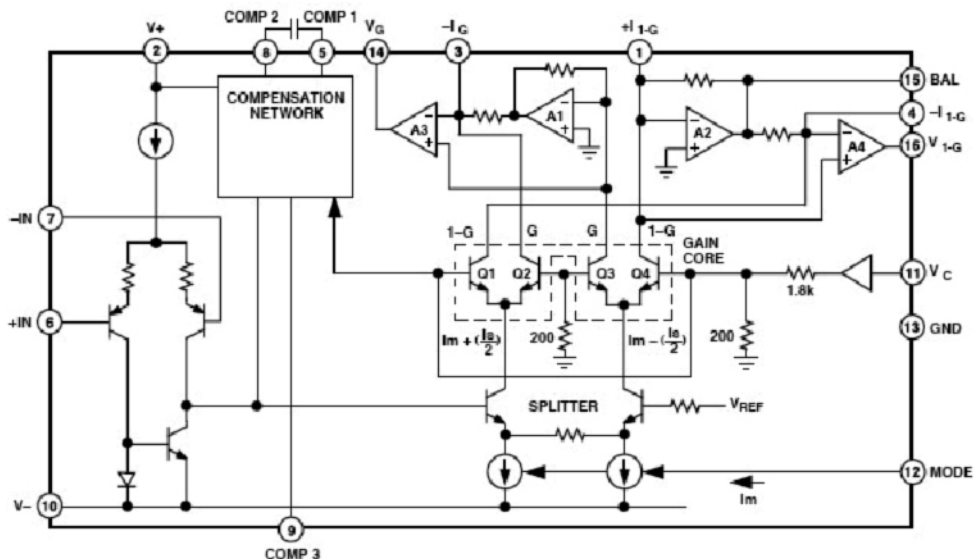 COMP 2 COMP 1
V+ VG –IG +I1-G
2 8 5 14 3 1
COMPENSATION
NETWORK
A3 – +
A1 – +
A2 – +
A4 – +
15 BAL
4 –I1-G
16 V1-G
7
–IN
1–G G G 1–G
GAIN
CORE
Q1 Q2 Q3 Q4
11 VC
1.8k
+IN 6
13 GND
Im + (IS/2) 200 Im – (–IS/2) 200
SPLITTER VREF
12 MODE
Im
V– 10
9
COMP 3